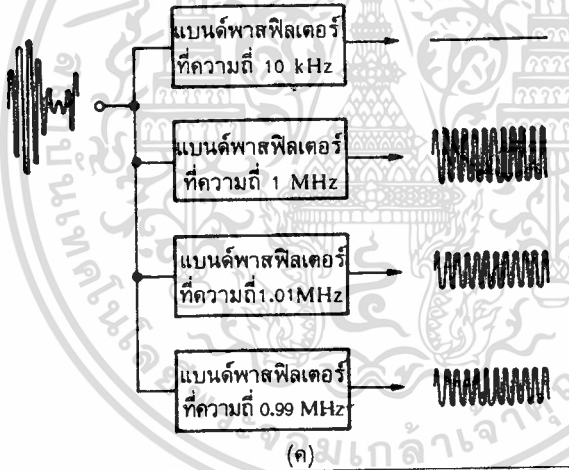 แบนด์พาสฟิลเตอร์
ที่ความถี่ 10 kHz
แบนด์พาสฟิลเตอร์
ที่ความถี่ 1 MHz
แบนด์พาสฟิลเตอร์
ที่ความถี่1.01MHz
แบนด์พาสฟิลเตอร์
ที่ความถี่ 0.99 MHz
(ค)